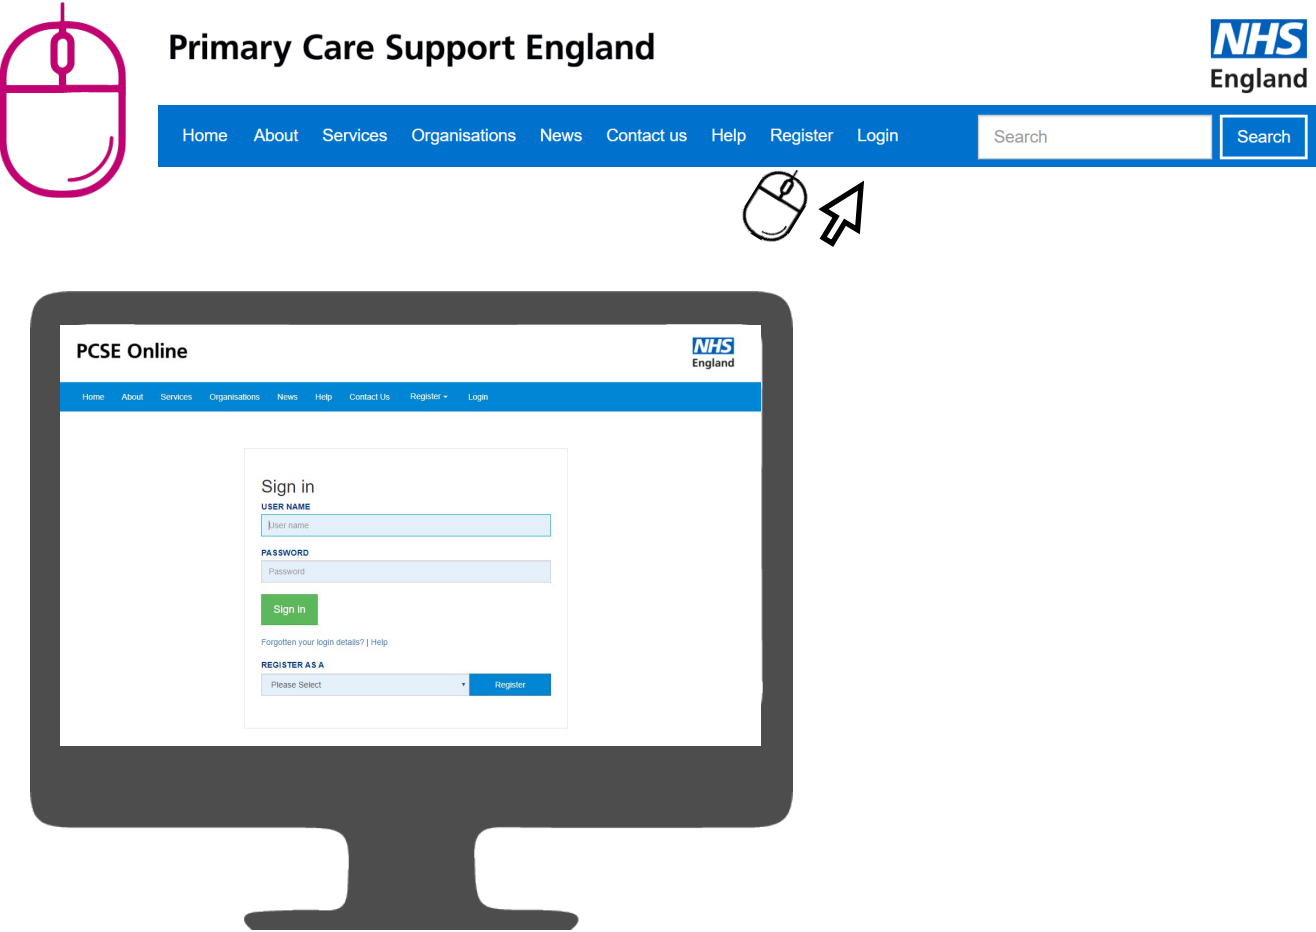 Primary Care Support England
NHS
England
Home About Services Organisations News Contact us Help Register Login Search Search
PCSE Online
NHS
England
Home About Services Organisations News Help Contact Us Register Login
Sign in
USER NAME
User name
PASSWORD
Password
Sign in
Forgotten your login details? | Help
REGISTER AS A
Please Select Register